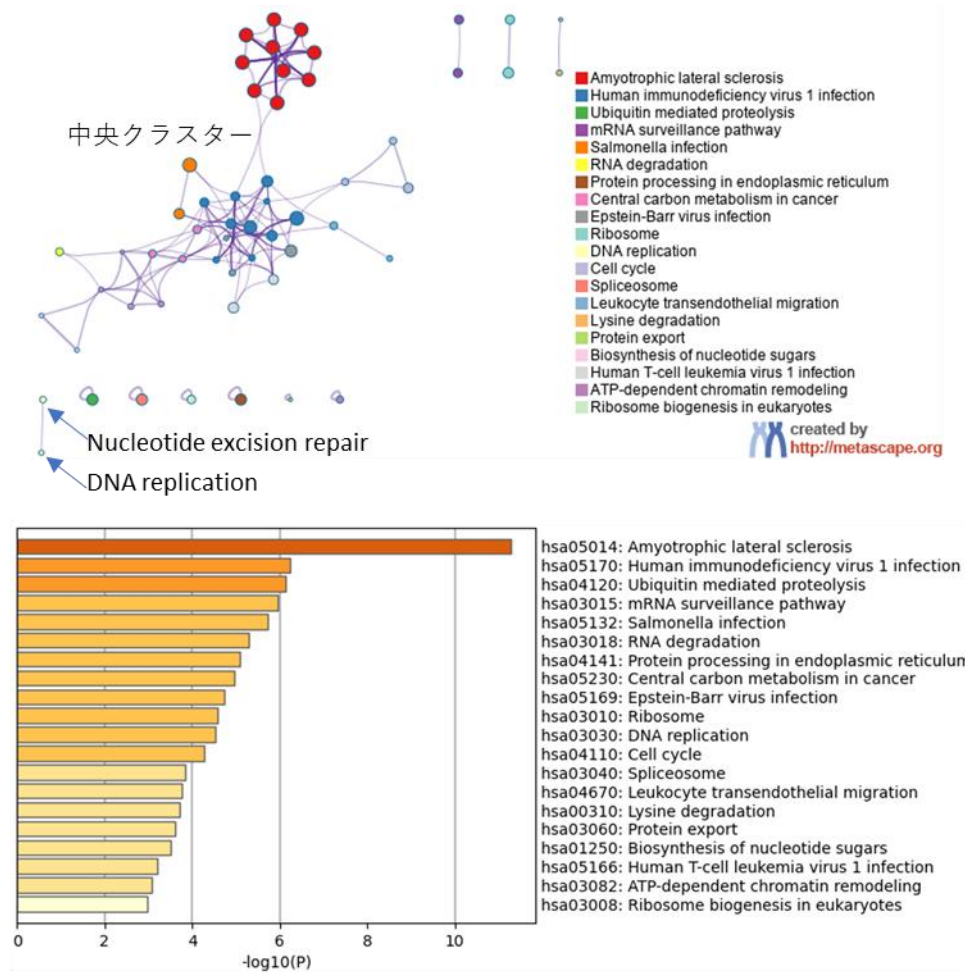 中央クラスター
Amyotrophic lateral sclerosis
Human immunodeficiency virus 1 infection
Ubiquitin mediated proteolysis
mRNA surveillance pathway
Salmonella infection
RNA degradation
Protein processing in endoplasmic reticulum
Central carbon metabolism in cancer
Epstein-Barr virus infection
Ribosome
DNA replication
Cell cycle
Spliceosome
Leukocyte transendothelial migration
Lysine degradation
Protein export
Biosynthesis of nucleotide sugars
Human T-cell leukemia virus 1 infection
ATP-dependent chromatin remodeling
Ribosome biogenesis in eukaryotes
Nucleotide excision repair
DNA replication
created by
http://metascape.org
hsa05014: Amyotrophic lateral sclerosis
hsa05170: Human immunodeficiency virus 1 infection
hsa04120: Ubiquitin mediated proteolysis
hsa03015: mRNA surveillance pathway
hsa05132: Salmonella infection
hsa03018: RNA degradation
hsa04141: Protein processing in endoplasmic reticulum
hsa05230: Central carbon metabolism in cancer
hsa05169: Epstein-Barr virus infection
hsa03010: Ribosome
hsa03030: DNA replication
hsa04110: Cell cycle
hsa03040: Spliceosome
hsa04670: Leukocyte transendothelial migration
hsa00310: Lysine degradation
hsa03060: Protein export
hsa01250: Biosynthesis of nucleotide sugars
hsa05166: Human T-cell leukemia virus 1 infection
hsa03082: ATP-dependent chromatin remodeling
hsa03008: Ribosome biogenesis in eukaryotes
0 2 4 6 8 10
-log10(P)